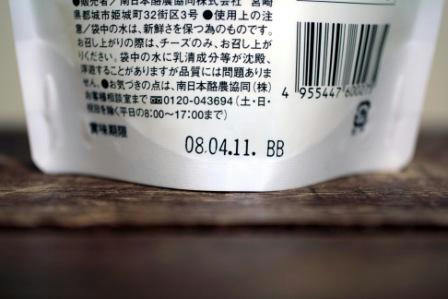 ●販売者/南日本酪農協同株式会社 宮崎
県都城市姫城町32街区3号 ●使用上の注
意/袋中の水は、新鮮さを保つ為のものです。
お召し上がりの際は、チーズのみ、お召し上
がりください。袋中の水に乳清成分等が沈殿、
浮遊することがありますが品質には問題ありま
せん。●お気づきの点は、南日本酪農協同(株)
お客様相談室まで 0120-043694(土・日・
祝日を除く平日の8:00〜17:00まで)
賞味期限
08.04.11. BB
4 955447 60001